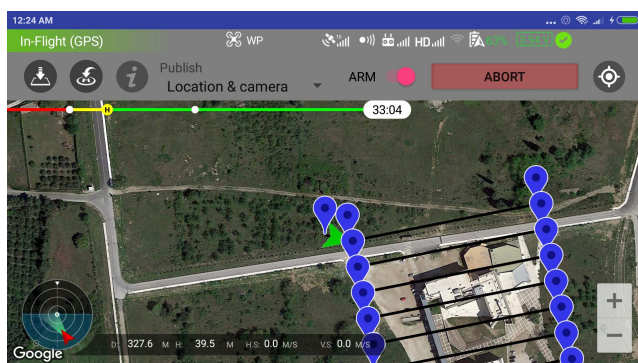 12:24 AM
In-Flight (GPS)
WP
HD
63%
Publish
Location & camera
ARM
ABORT
H
33:04
+
−
D: 327.6 M H: 39.5 M H.S: 0.0 M/S V.S: 0.0 M/S
Google